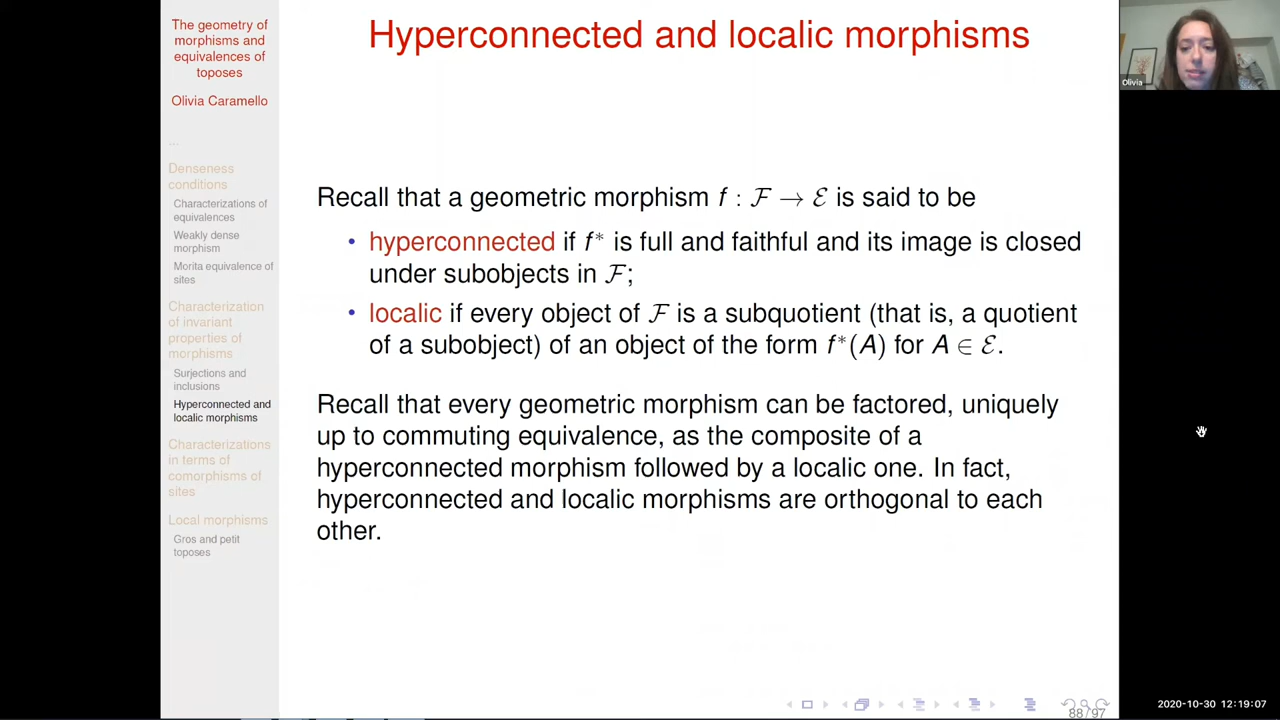 The geometry of
morphisms and
equivalences of
toposes
Olivia Caramello
...
Denseness
conditions
Characterizations of
equivalences
Weakly dense
morphism
Morita equivalence of
sites
Characterization
of invariant
properties of
morphisms
Surjections and
inclusions
Hyperconnected and
localic morphisms
Characterizations
in terms of
comorphisms of
sites
Local morphisms
Gros and petit
toposes
Hyperconnected and localic morphisms
Recall that a geometric morphism f : ℱ → ℰ is said to be
• hyperconnected if f* is full and faithful and its image is closed
under subobjects in ℱ;
• localic if every object of ℱ is a subquotient (that is, a quotient
of a subobject) of an object of the form f*(A) for A ∈ ℰ.
Recall that every geometric morphism can be factored, uniquely
up to commuting equivalence, as the composite of a
hyperconnected morphism followed by a localic one. In fact,
hyperconnected and localic morphisms are orthogonal to each
other.
88/97
Olivia
2020-10-30 12:19:07